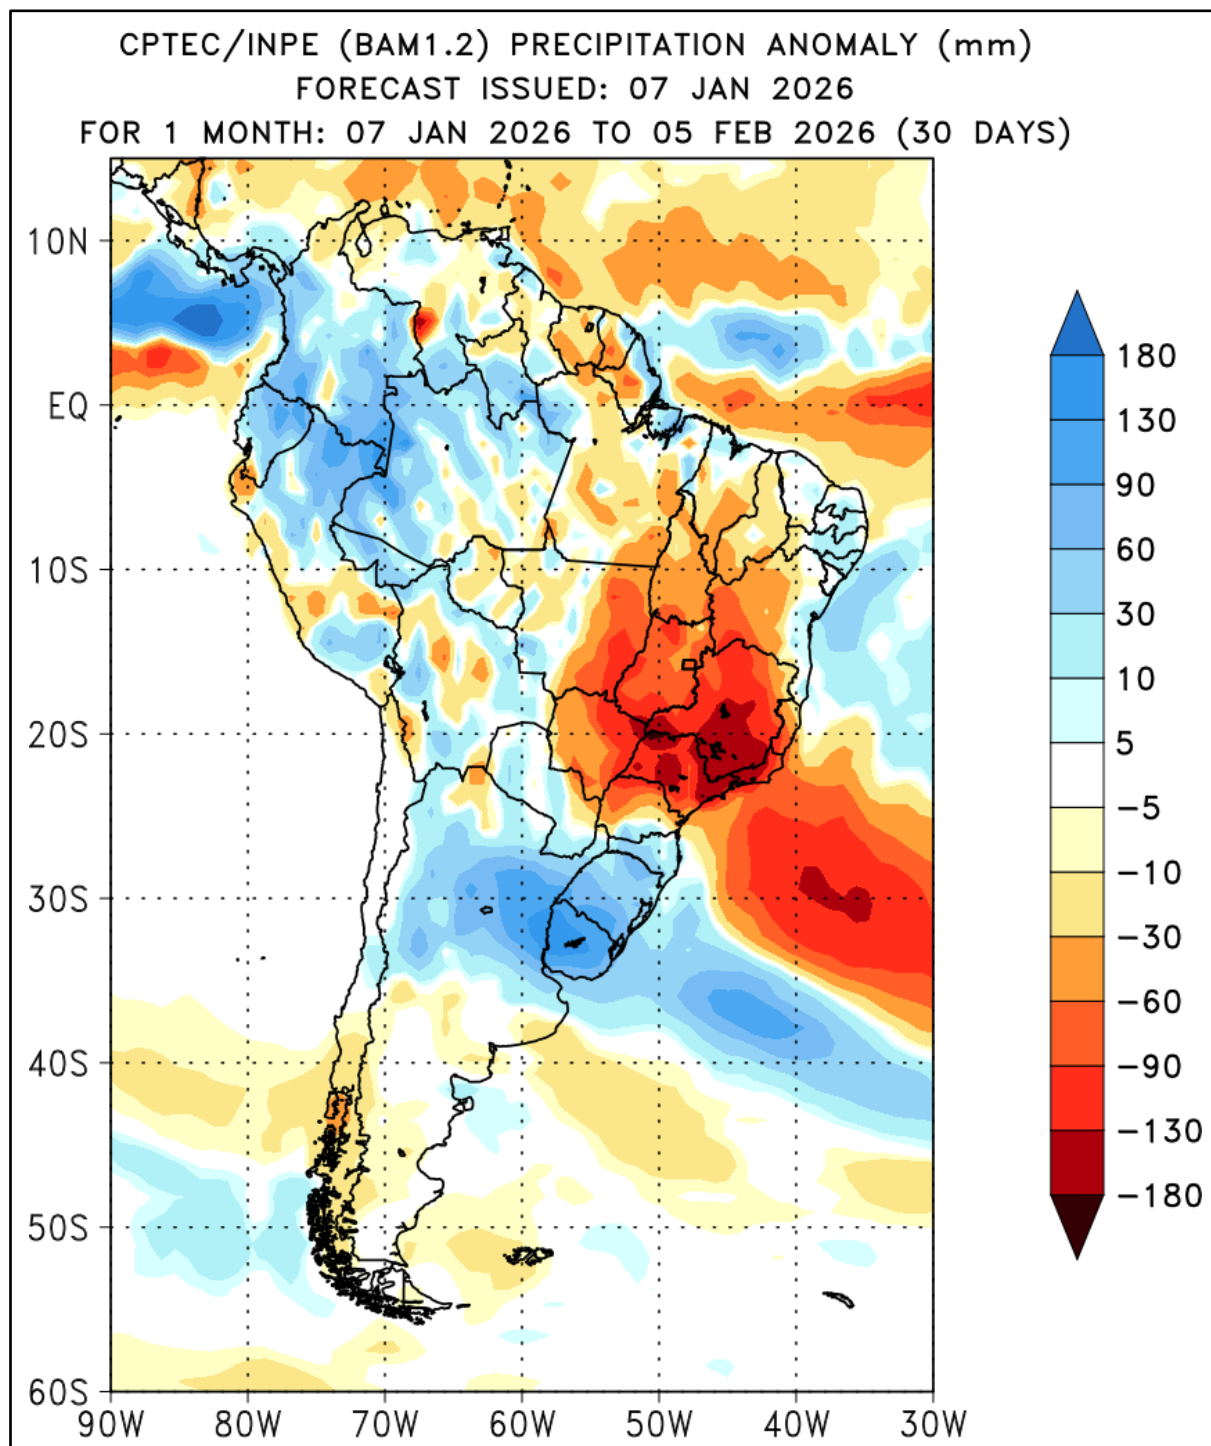 CPTEC/INPE (BAM1.2) PRECIPITATION ANOMALY (mm)
FORECAST ISSUED: 07 JAN 2026
FOR 1 MONTH: 07 JAN 2026 TO 05 FEB 2026 (30 DAYS)
10N
EQ
10S
20S
30S
40S
50S
60S
90W 80W 70W 60W 50W 40W 30W
180
130
90
60
30
10
5
−5
−10
−30
−60
−90
−130
−180